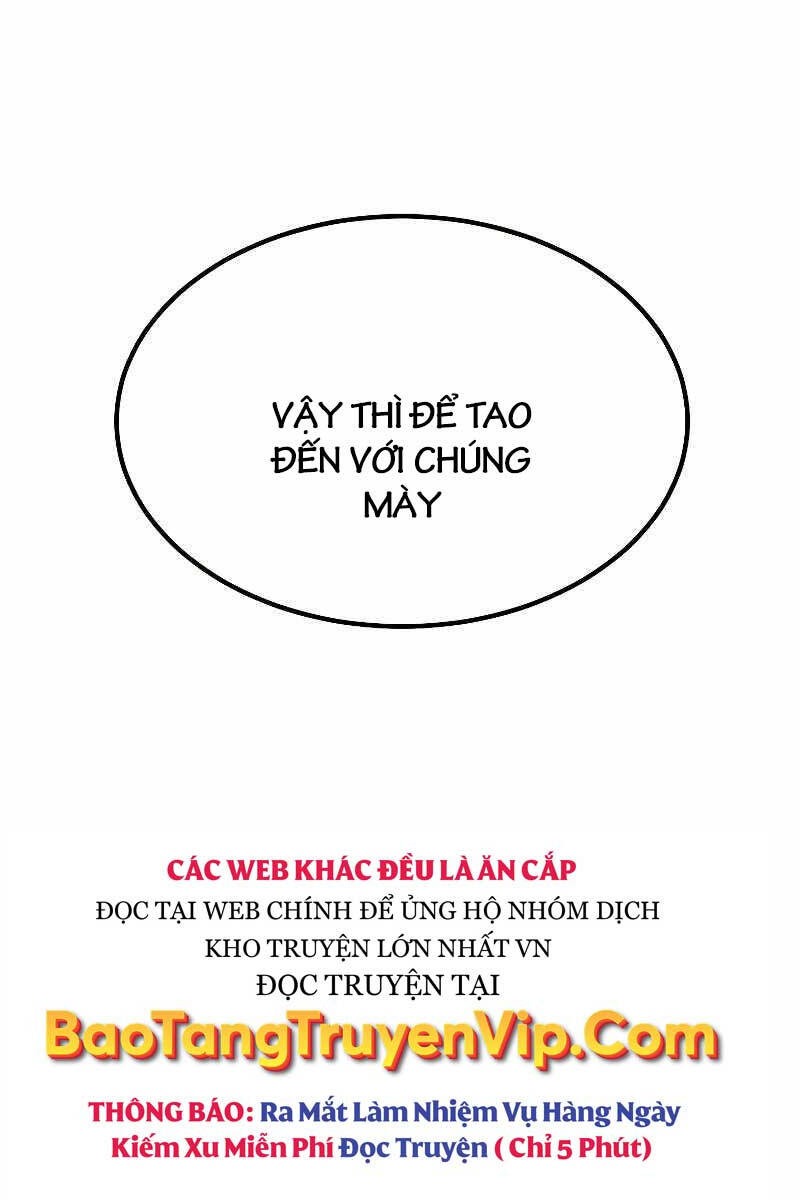 VẬY THÌ ĐỂ TAO
ĐẾN VỚI CHÚNG
MÀY
CÁC WEB KHÁC ĐỀU LÀ ĂN CẮP
ĐỌC TẠI WEB CHÍNH ĐỂ ỦNG HỘ NHÓM DỊCH
KHO TRUYỆN LỚN NHẤT VN
ĐỌC TRUYỆN TẠI
BaoTangTruyenVip.Com
THÔNG BÁO: Ra Mắt Làm Nhiệm Vụ Hàng Ngày
Kiếm Xu Miễn Phí Đọc Truyện ( Chỉ 5 Phút)